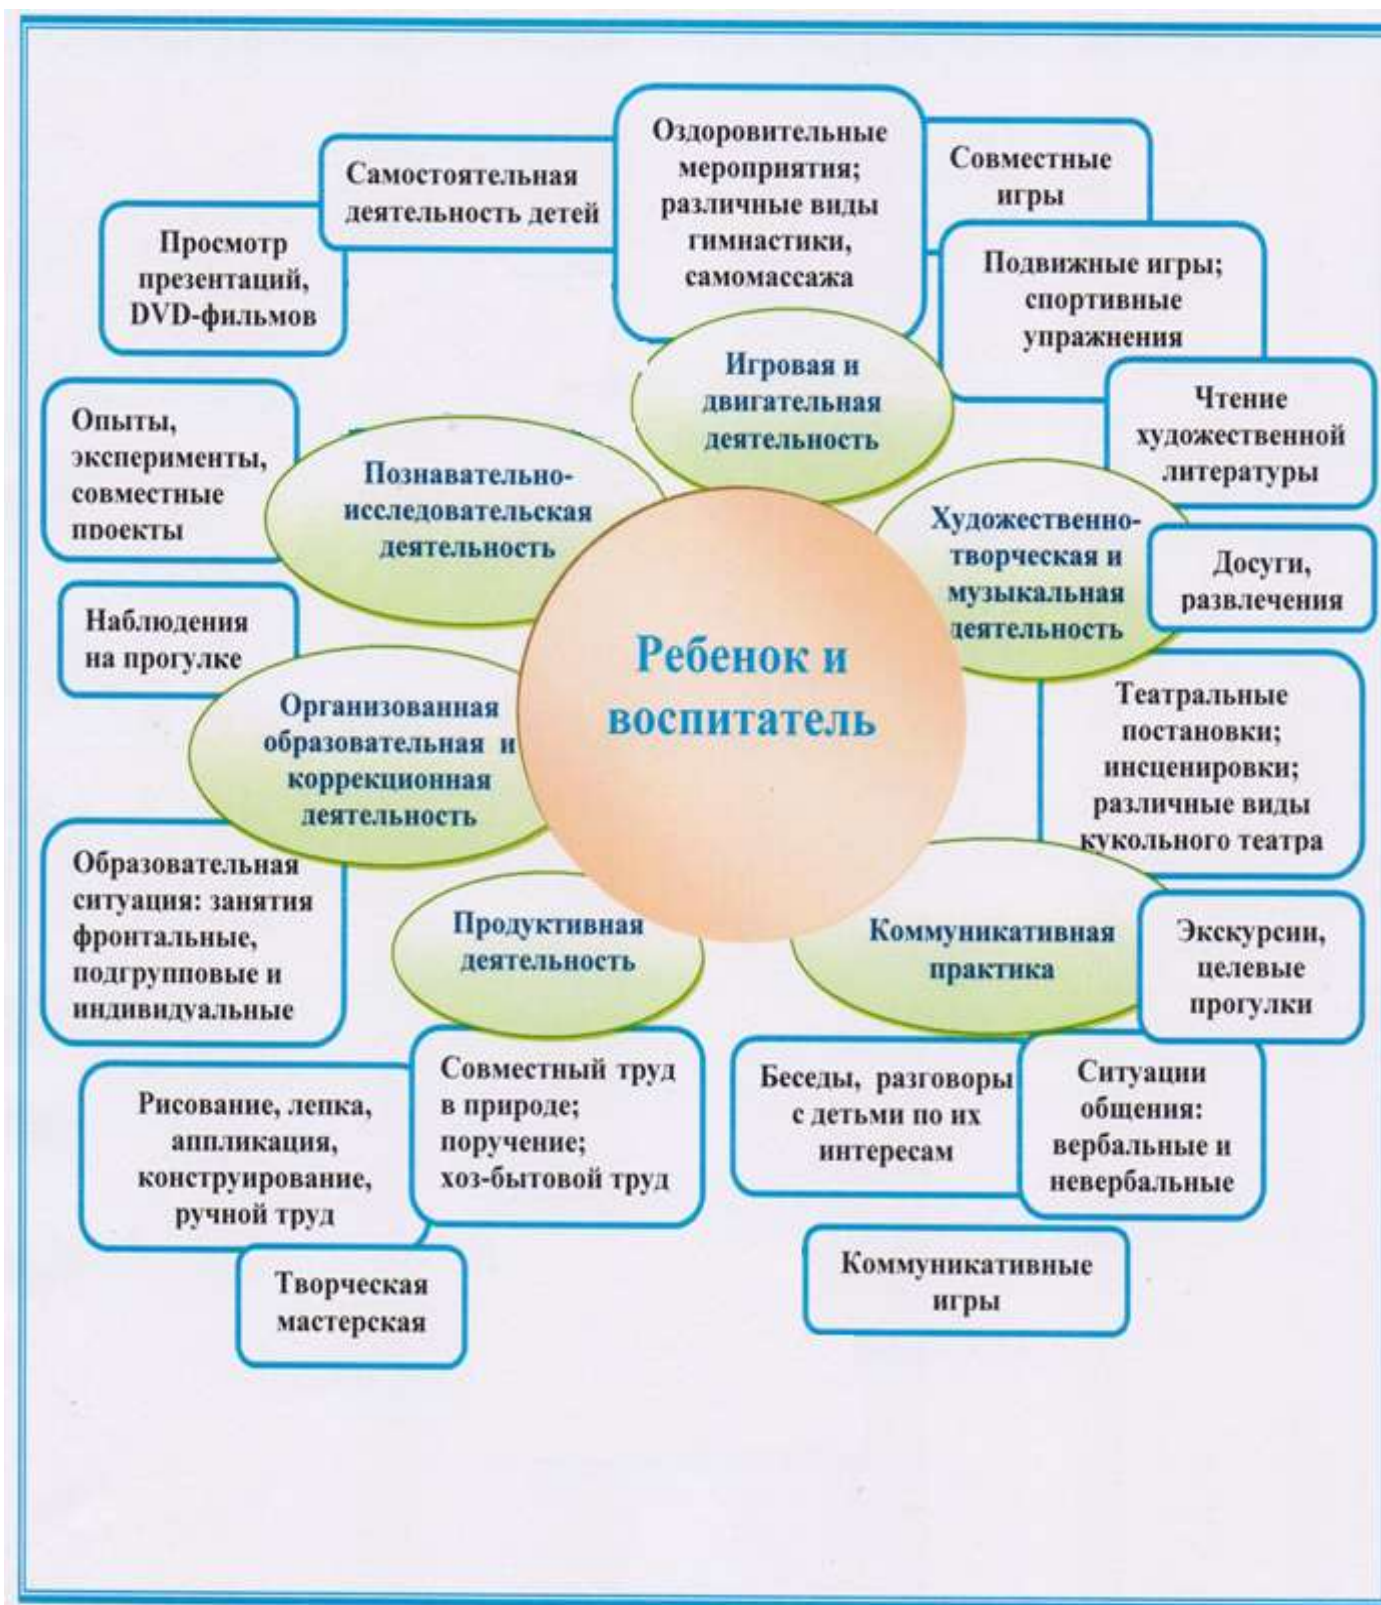 Оздоровительные
мероприятия;
различные виды
гимнастики,
самомассажа
Самостоятельная
деятельность детей
Совместные
игры
Просмотр
презентаций,
DVD-фильмов
Подвижные игры;
спортивные
упражнения
Игровая и
двигательная
деятельность
Чтение
художественной
литературы
Опыты,
эксперименты,
совместные
проекты
Познавательно-
исследовательская
деятельность
Художественно-
творческая и
музыкальная
деятельность
Досуги,
развлечения
Наблюдения
на прогулке
Ребенок и
воспитатель
Организованная
образовательная и
коррекционная
деятельность
Театральные
постановки;
инсценировки;
различные виды
кукольного театра
Образовательная
ситуация: занятия
фронтальные,
подгрупповые и
индивидуальные
Продуктивная
деятельность
Коммуникативная
практика
Экскурсии,
целевые
прогулки
Рисование, лепка,
аппликация,
конструирование,
ручной труд
Совместный труд
в природе;
поручение;
хоз-бытовой труд
Беседы, разговоры
с детьми по их
интересам
Ситуации
общения:
вербальные и
невербальные
Творческая
мастерская
Коммуникативные
игры